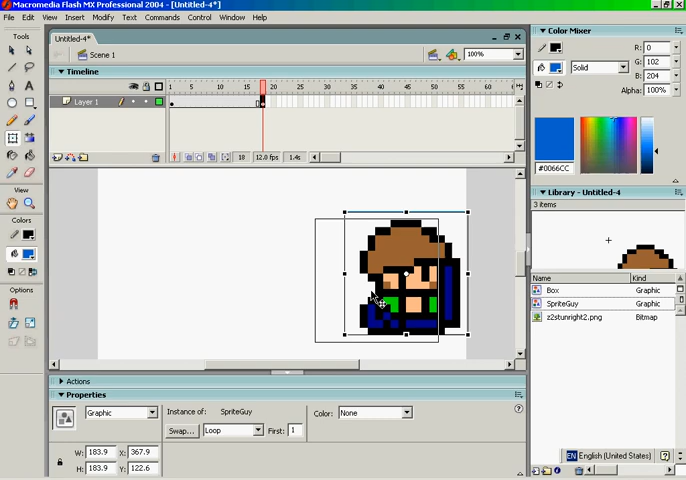 Macromedia Flash MX Professional 2004 - [Untitled-4*]
File Edit View Insert Modify Text Commands Control Window Help
Tools
View
Colors
Options
Untitled-4*
Scene 1
100%
Timeline
1 5 10 15 20 25 30 35 40 45 50 55 60 65
Layer 1
18 12.0 fps 1.4s
Actions
Properties
Graphic
Instance of: SpriteGuy
Swap...
Loop
First: 1
Color: None
W: 183.9 X: 367.9
H: 183.9 Y: 122.6
Color Mixer
Solid
R: 0
G: 102
B: 204
Alpha: 100%
#0066CC
Library - Untitled-4
3 items
Name Kind
Box Graphic
SpriteGuy Graphic
z2stunright2.png Bitmap
EN English (United States)